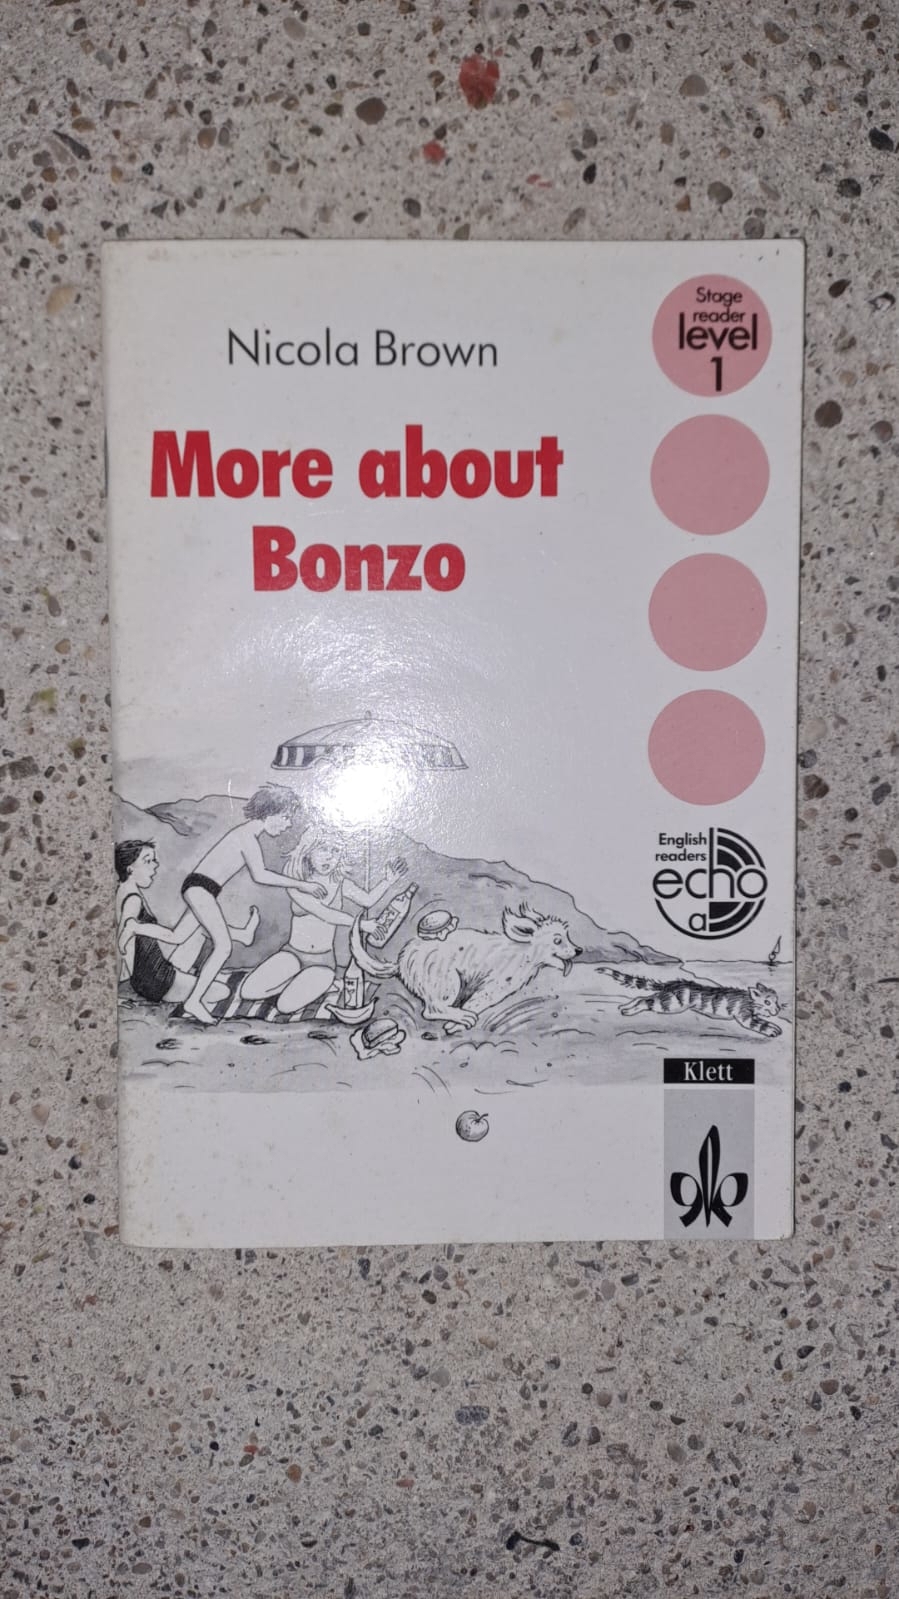 Nicola Brown
More about
Bonzo
Stage
reader
level
1
English
readers
echo
a
Klett